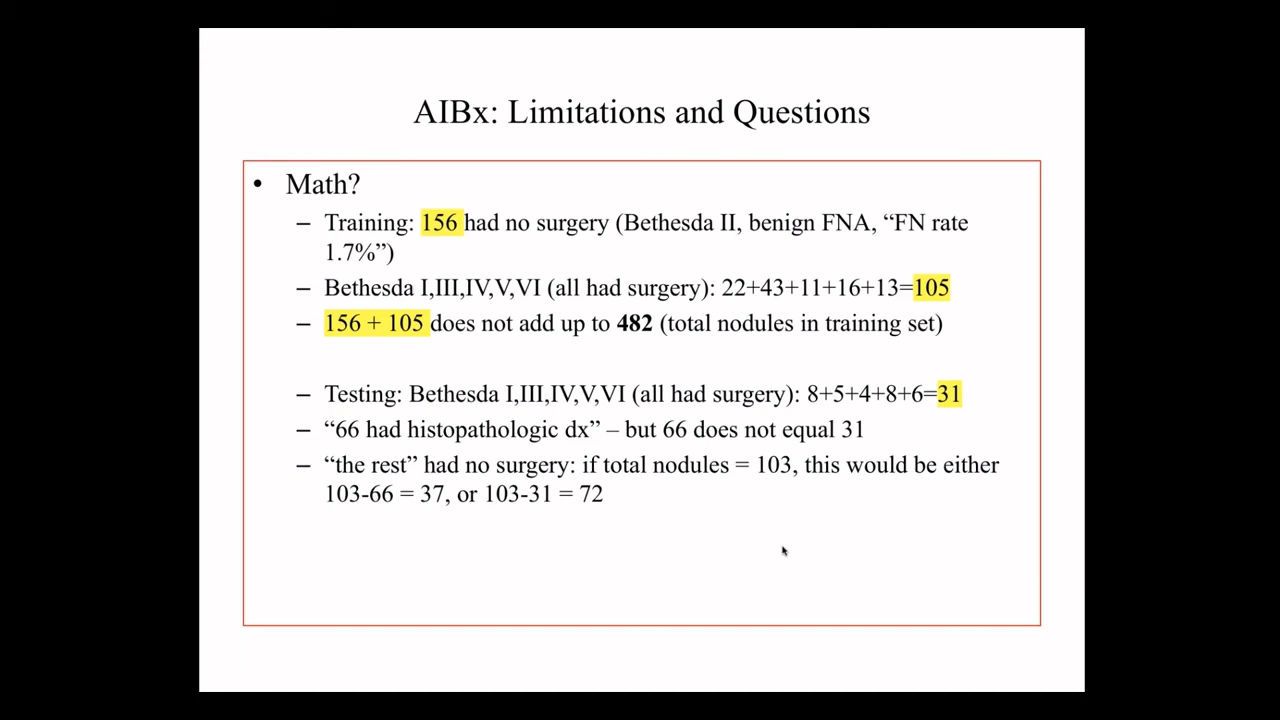 AIBx: Limitations and Questions
• Math?
– Training: 156 had no surgery (Bethesda II, benign FNA, “FN rate
1.7%”)
– Bethesda I,III,IV,V,VI (all had surgery): 22+43+11+16+13=105
– 156 + 105 does not add up to 482 (total nodules in training set)
– Testing: Bethesda I,III,IV,V,VI (all had surgery): 8+5+4+8+6=31
– “66 had histopathologic dx” – but 66 does not equal 31
– “the rest” had no surgery: if total nodules = 103, this would be either
103-66 = 37, or 103-31 = 72